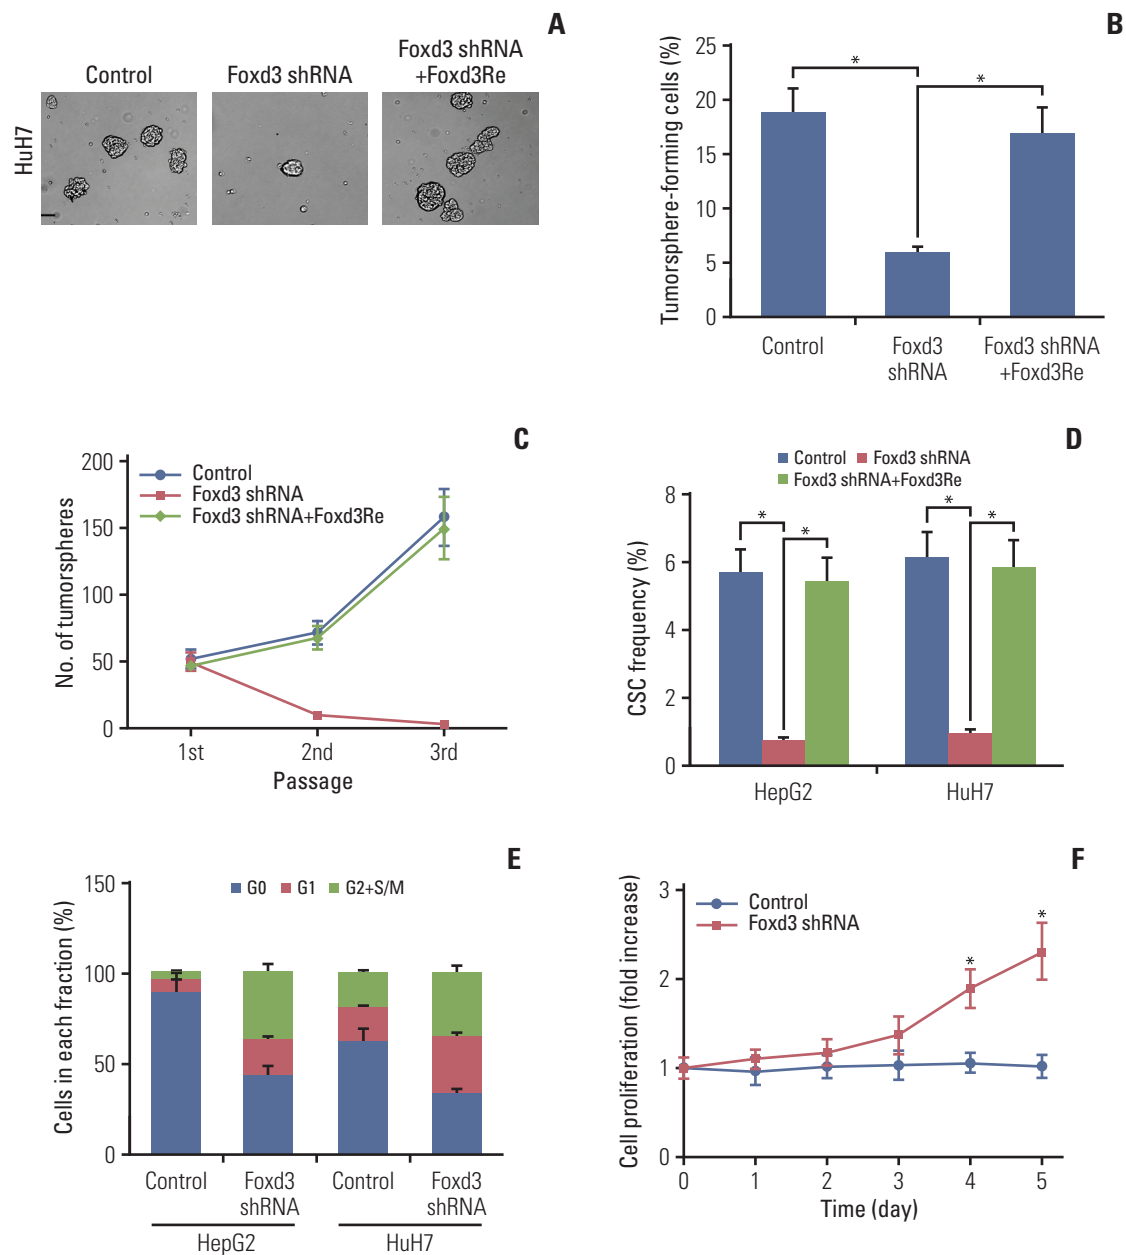 A
Control
Foxd3 shRNA
Foxd3 shRNA
+Foxd3Re
HuH7
B
Tumorsphere-forming cells (%)
25
20
15
10
5
0
*
*
Control
Foxd3
shRNA
Foxd3 shRNA
+Foxd3Re
C
Control
Foxd3 shRNA
Foxd3 shRNA+Foxd3Re
No. of tumorspheres
200
150
100
50
0
1st
2nd
3rd
Passage
D
Control
Foxd3 shRNA
Foxd3 shRNA+Foxd3Re
CSC frequency (%)
8
6
4
2
0
*
*
*
*
HepG2
HuH7
E
G0
G1
G2+S/M
Cells in each fraction (%)
150
100
50
0
Control
Foxd3
shRNA
Control
Foxd3
shRNA
HepG2
HuH7
F
Control
Foxd3 shRNA
Cell proliferation (fold increase)
3
2
1
0
*
*
0
1
2
3
4
5
Time (day)